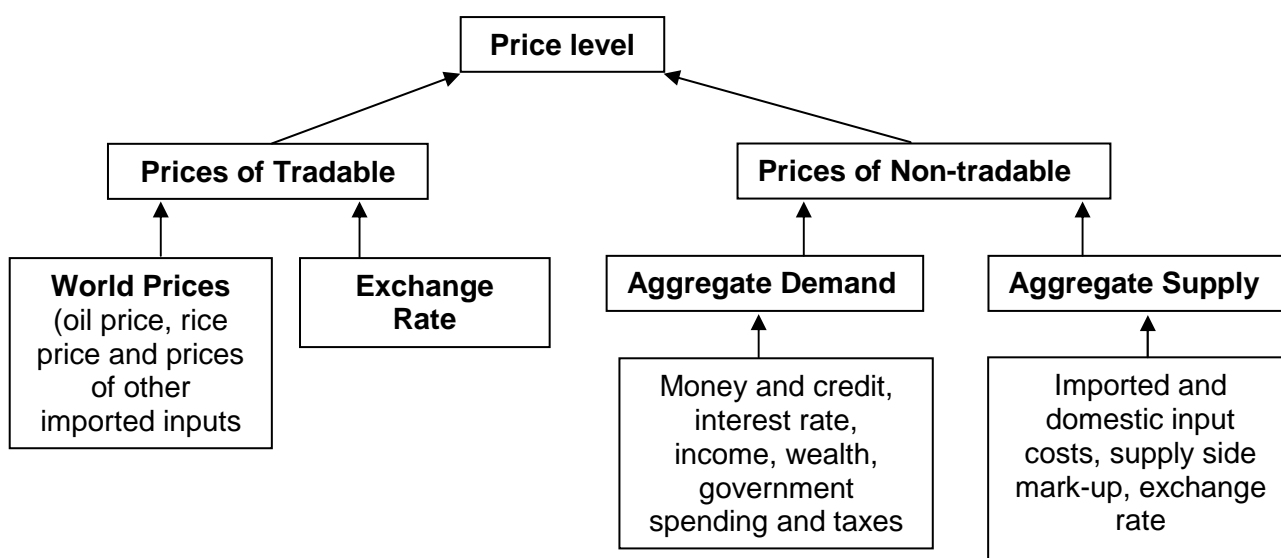 Price level
Prices of Tradable
Prices of Non-tradable
World Prices
(oil price, rice
price and prices
of other
imported inputs
Exchange
Rate
Aggregate Demand
Aggregate Supply
Money and credit,
interest rate,
income, wealth,
government
spending and taxes
Imported and
domestic input
costs, supply side
mark-up, exchange
rate